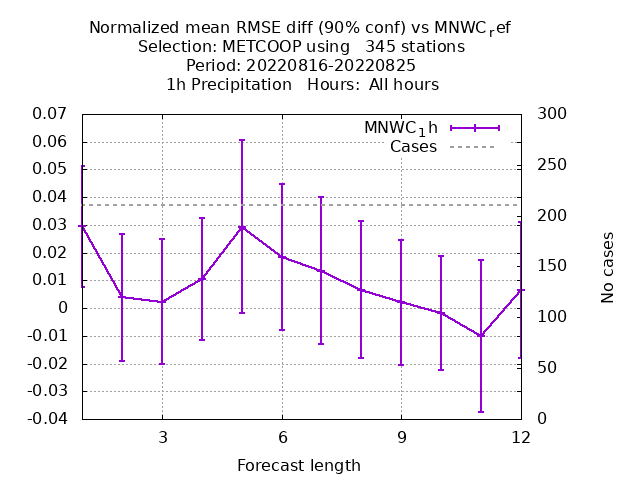 Normalized mean RMSE diff (90% conf) vs MNWC_ref
Selection: METCOOP using 345 stations
Period: 20220816-20220825
1h Precipitation Hours: All hours
MNWC_1h
Cases
0.07
0.06
0.05
0.04
0.03
0.02
0.01
0
-0.01
-0.02
-0.03
-0.04
300
250
200
150
100
50
0
No cases
3 6 9 12
Forecast length